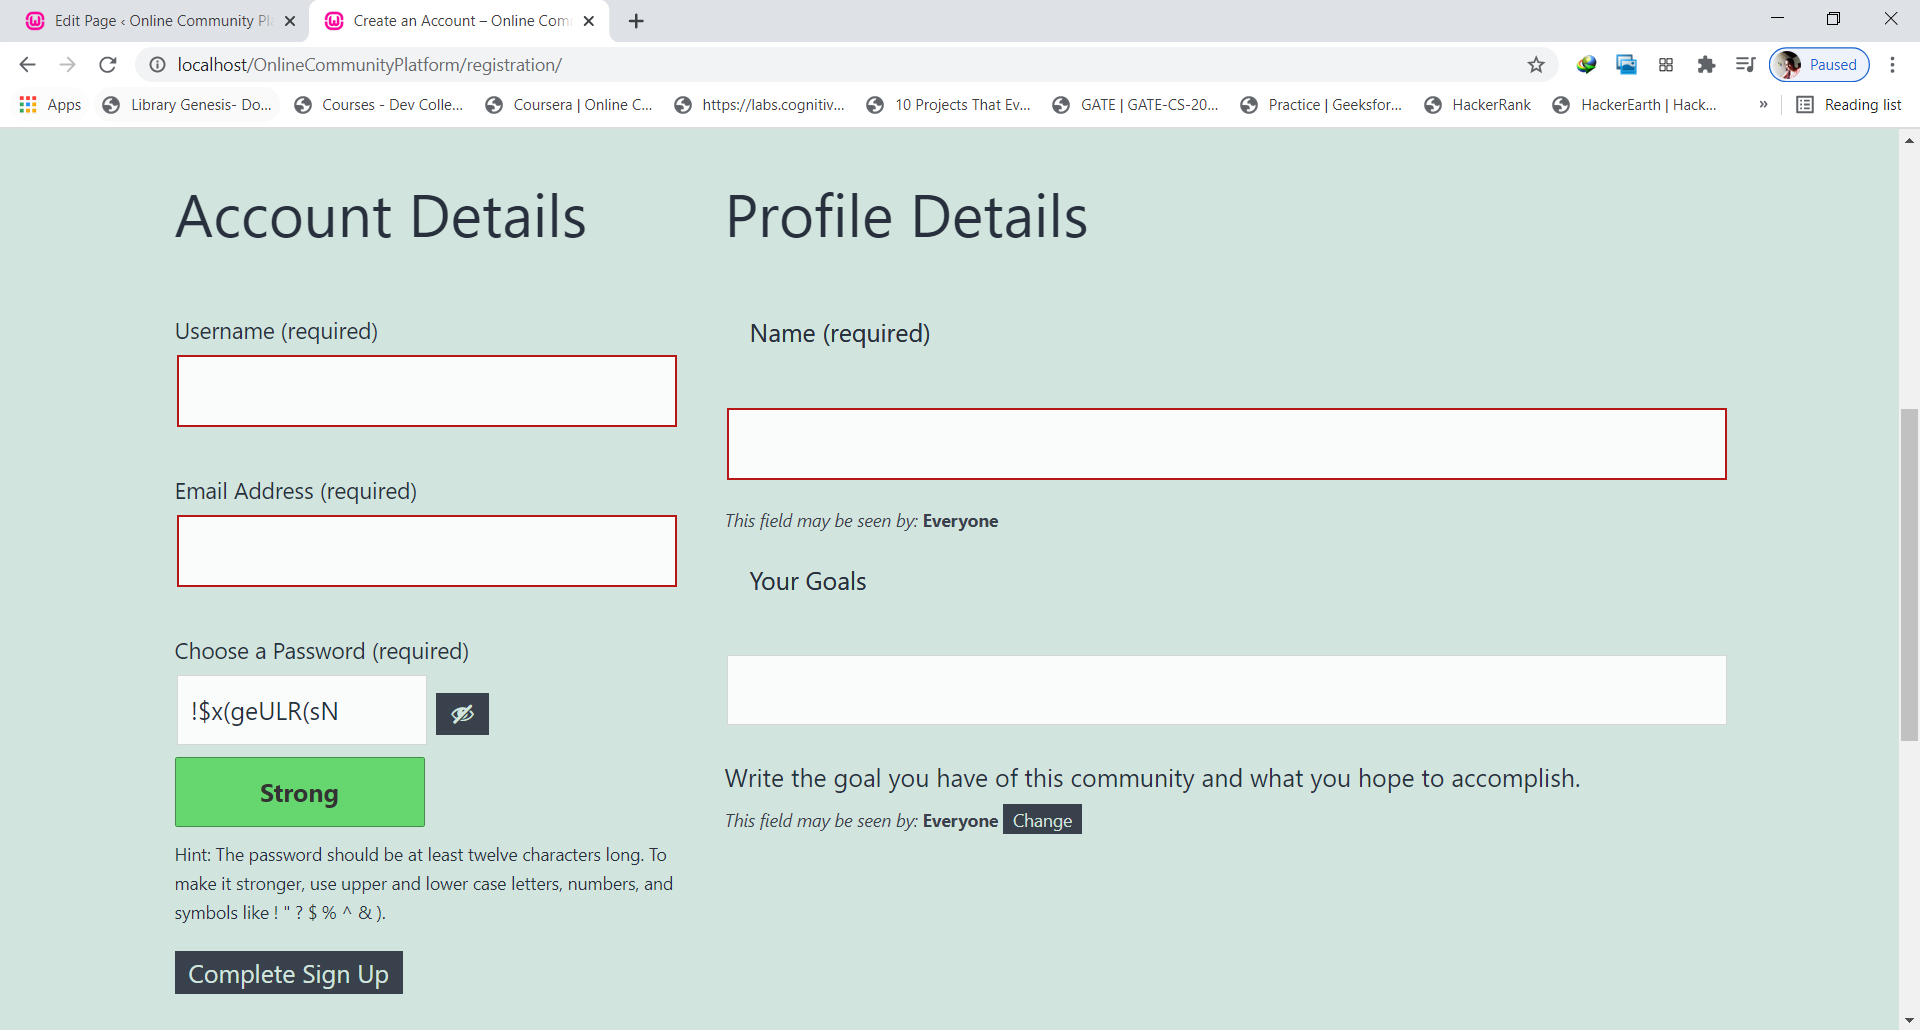 Edit Page ‹ Online Community Pl
Create an Account – Online Com
localhost/OnlineCommunityPlatform/registration/
Paused
Apps
Library Genesis- Do...
Courses - Dev Colle...
Coursera | Online C...
https://labs.cognitiv...
10 Projects That Ev...
GATE | GATE-CS-20...
Practice | Geeksfor...
HackerRank
HackerEarth | Hack...
»
Reading list
Account Details
Username (required)
Email Address (required)
Choose a Password (required)
!$x(geULR(sN
Strong
Hint: The password should be at least twelve characters long. To
make it stronger, use upper and lower case letters, numbers, and
symbols like ! " ? $ % ^ & ).
Complete Sign Up
Profile Details
Name (required)
This field may be seen by: Everyone
Your Goals
Write the goal you have of this community and what you hope to accomplish.
This field may be seen by: Everyone Change